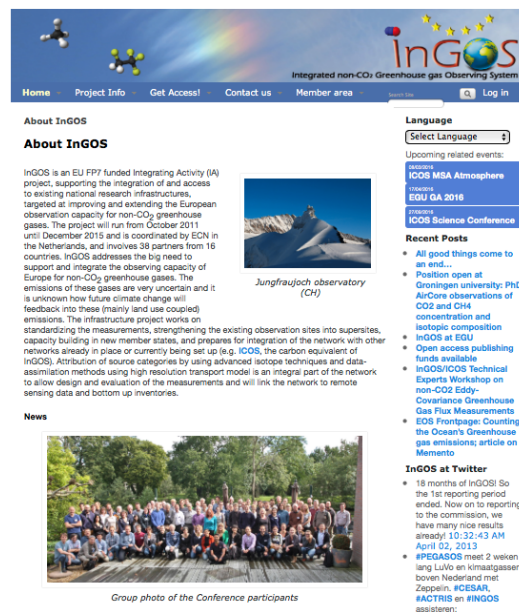 InGOS
Integrated non-CO₂ Greenhouse gas Observing System
Home
Project Info
Get Access!
Contact us
Member area
Search Site
Log in
About InGOS
About InGOS
InGOS is an EU FP7 funded Integrating Activity (IA)
project, supporting the integration of and access
to existing national research infrastructures,
targeted at improving and extending the European
observation capacity for non-CO2 greenhouse
gases. The project will run from October 2011
until December 2015 and is coordinated by ECN in
the Netherlands, and involves 38 partners from 16
countries. InGOS addresses the big need to
support and integrate the observing capacity of
Europe for non-CO2 greenhouse gases. The
emissions of these gases are very uncertain and it
is unknown how future climate change will
feedback into these (mainly land use coupled)
emissions. The infrastructure project works on
standardizing the measurements, strengthening the existing observation sites into supersites,
capacity building in new member states, and prepares for integration of the network with other
networks already in place or currently being set up (e.g. ICOS, the carbon equivalent of
InGOS). Attribution of source categories by using advanced isotope techniques and data-
assimilation methods using high resolution transport model is an integral part of the network
to allow design and evaluation of the measurements and will link the network to remote
sensing data and bottom up inventories.
Jungfraujoch observatory
(CH)
News
Group photo of the Conference participants
Language
Select Language
Upcoming related events:
ICOS MSA Atmosphere
17/04/2016
EGU GA 2016
27/09/2016
ICOS Science Conference
Recent Posts
All good things come to
an end...
Position open at
Groningen university: PhD
AirCore observations of
CO2 and CH4
concentration and
isotopic composition
InGOS at EGU
Open access publishing
funds available
InGOS/ICOS Technical
Experts Workshop on
non-CO2 Eddy-
Covariance Greenhouse
Gas Flux Measurements
EOS Frontpage: Counting
the Ocean's Greenhouse
gas emissions; article on
Memento
InGOS at Twitter
18 months of InGOS! So
the 1st reporting period
ended. Now on to reporting
to the commission, we
have many nice results
already! 10:32:43 AM
April 02, 2013
#PEGASOS meet 2 weken
lang LuVo en klimaatgassen
boven Nederland met
Zeppelin. #CESAR,
#ACTRIS en #INGOS
assisteren: